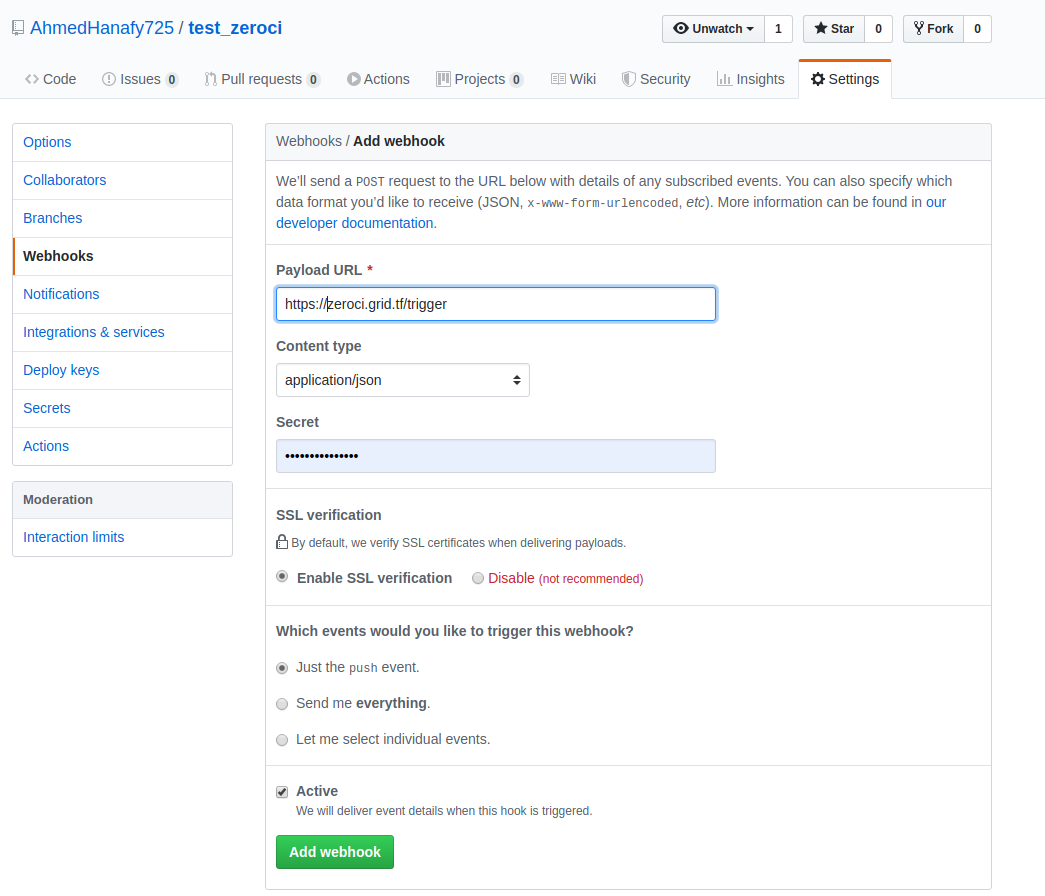 AhmedHanafy725 / test_zeroci
Unwatch 1 Star 0 Fork 0
Code Issues 0 Pull requests 0 Actions Projects 0 Wiki Security Insights Settings
Options
Collaborators
Branches
Webhooks
Notifications
Integrations & services
Deploy keys
Secrets
Actions
Moderation
Interaction limits
Webhooks / Add webhook
We’ll send a POST request to the URL below with details of any subscribed events. You can also specify which
data format you’d like to receive (JSON, x-www-form-urlencoded, etc). More information can be found in our
developer documentation.
Payload URL *
https://zeroci.grid.tf/trigger
Content type
application/json
Secret
•••••••••••••••
SSL verification
By default, we verify SSL certificates when delivering payloads.
Enable SSL verification Disable (not recommended)
Which events would you like to trigger this webhook?
Just the push event.
Send me everything.
Let me select individual events.
Active
We will deliver event details when this hook is triggered.
Add webhook